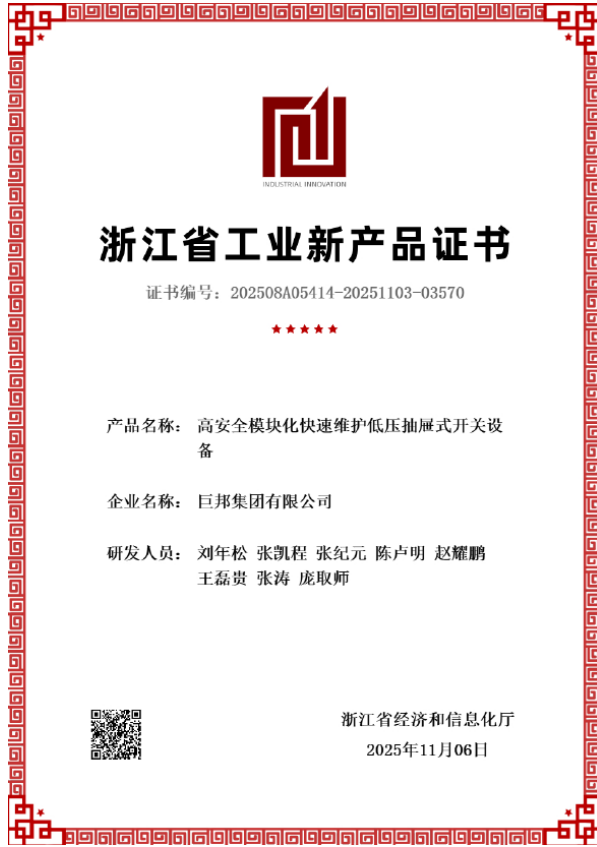 INDUSTRIAL INNOVATION
浙江省工业新产品证书
证书编号：202508A05414-20251103-03570
★★★★★
产品名称： 高安全模块化快速维护低压抽屉式开关设
备
企业名称： 巨邦集团有限公司
研发人员： 刘年松 张凯程 张纪元 陈卢明 赵耀鹏
王磊贵 张涛 庞取师
浙江省经济和信息化厅
2025年11月06日